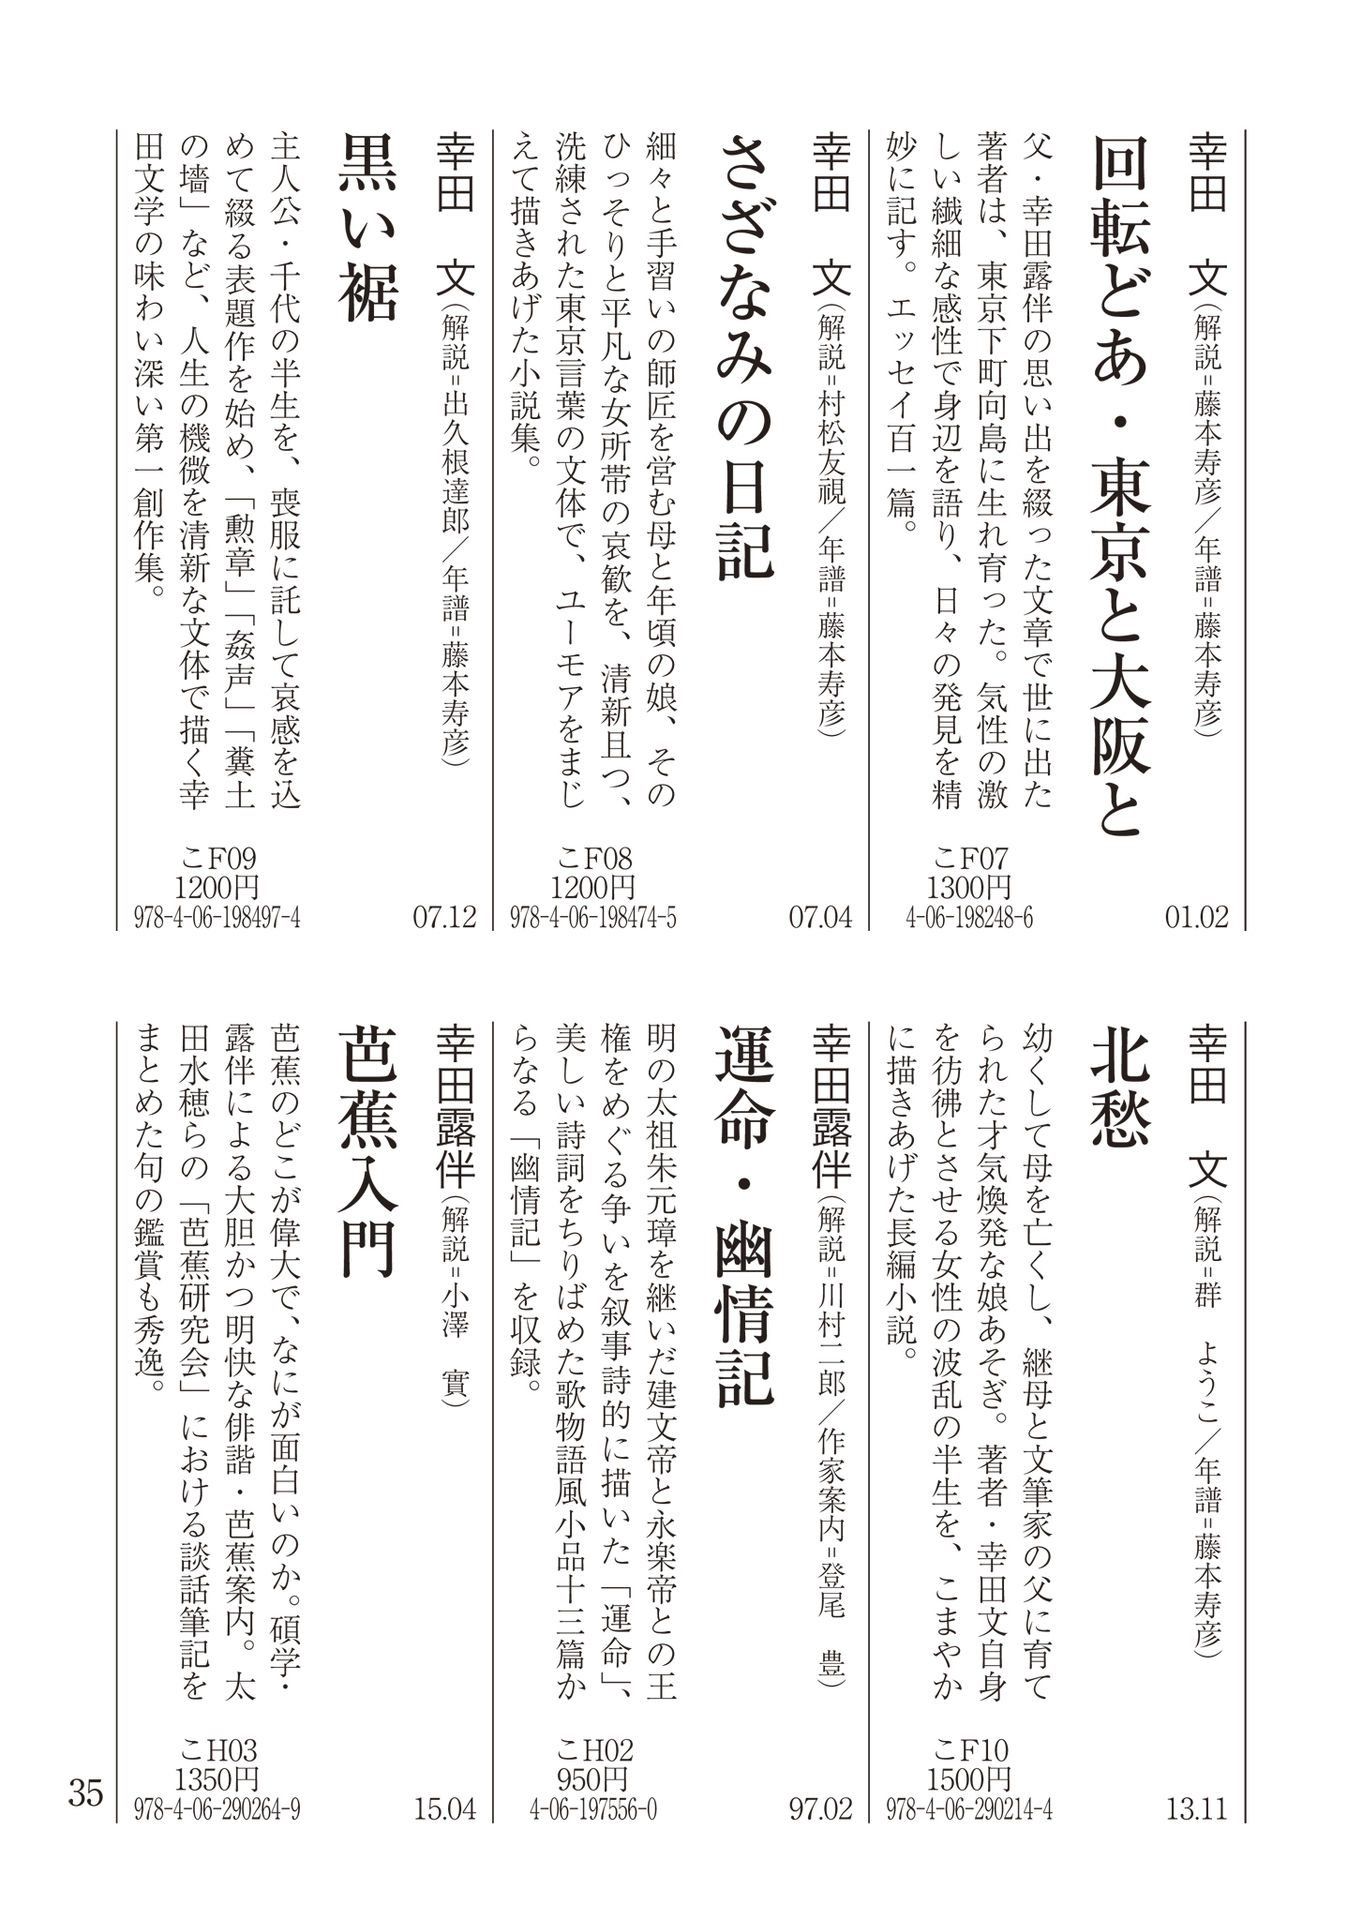 幸田　文（解説＝藤本寿彦／年譜＝藤本寿彦）
回転どあ・東京と大阪と
父・幸田露伴の思い出を綴った文章で世に出た
著者は、東京下町向島に生れ育った。気性の激
しい繊細な感性で身辺を語り、日々の発見を精
妙に記す。エッセイ百一篇。
こF07
1300円
4-06-198248-6
01.02
幸田　文（解説＝村松友視／年譜＝藤本寿彦）
さざなみの日記
細々と手習いの師匠を営む母と年頃の娘、その
ひっそりと平凡な女所帯の哀歓を、清新且つ、
洗練された東京言葉の文体で、ユーモアをまじ
えて描きあげた小説集。
こF08
1200円
978-4-06-198474-5
07.04
幸田　文（解説＝出久根達郎／年譜＝藤本寿彦）
黒い裾
主人公・千代の半生を、喪服に託して哀感を込
めて綴る表題作を始め、「勲章」「姦声」「糞土
の墻」など、人生の機微を清新な文体で描く幸
田文学の味わい深い第一創作集。
こF09
1200円
978-4-06-198497-4
07.12
幸田　文（解説＝群　ようこ／年譜＝藤本寿彦）
北愁
幼くして母を亡くし、継母と文筆家の父に育て
られた才気煥発な娘あそぎ。著者・幸田文自身
を彷彿とさせる女性の波乱の半生を、こまやか
に描きあげた長編小説。
こF10
1500円
978-4-06-290214-4
13.11
幸田露伴（解説＝川村二郎／作家案内＝登尾　豊）
運命・幽情記
明の太祖朱元璋を継いだ建文帝と永楽帝との王
権をめぐる争いを叙事詩的に描いた「運命」、
美しい詩詞をちりばめた歌物語風小品十三篇か
らなる「幽情記」を収録。
こH02
950円
4-06-197556-0
97.02
幸田露伴（解説＝小澤　實）
芭蕉入門
芭蕉のどこが偉大で、なにが面白いのか。碩学・
露伴による大胆かつ明快な俳諧・芭蕉案内。太
田水穂らの「芭蕉研究会」における談話筆記を
まとめた句の鑑賞も秀逸。
こH03
1350円
978-4-06-290264-9
15.04
35